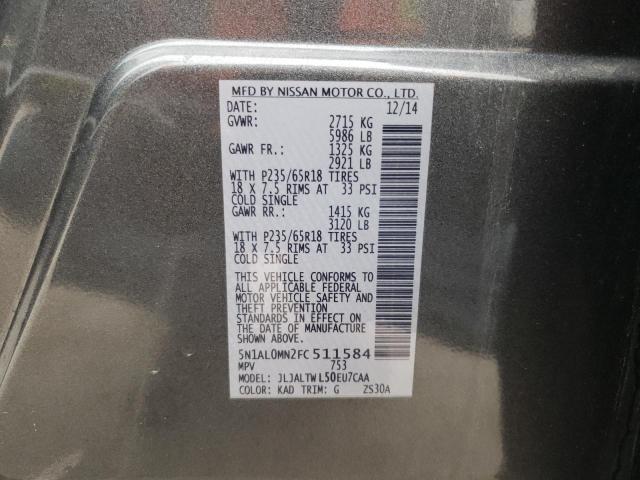 MFD BY NISSAN MOTOR CO., LTD.
DATE: 12/14
GVWR: 2715 KG
5986 LB
GAWR FR.: 1325 KG
2921 LB
WITH P235/65R18 TIRES
18 X 7.5 RIMS AT 33 PSI
COLD SINGLE
GAWR RR.: 1415 KG
3120 LB
WITH P235/65R18 TIRES
18 X 7.5 RIMS AT 33 PSI
COLD SINGLE
THIS VEHICLE CONFORMS TO
ALL APPLICABLE FEDERAL
MOTOR VEHICLE SAFETY AND
THEFT PREVENTION
STANDARDS IN EFFECT ON
THE DATE OF MANUFACTURE
SHOWN ABOVE.
5N1AL0MN2FC511584
MPV 753
MODEL: JLJALTWL50EU7CAA
COLOR: KAD TRIM: G ZS30A